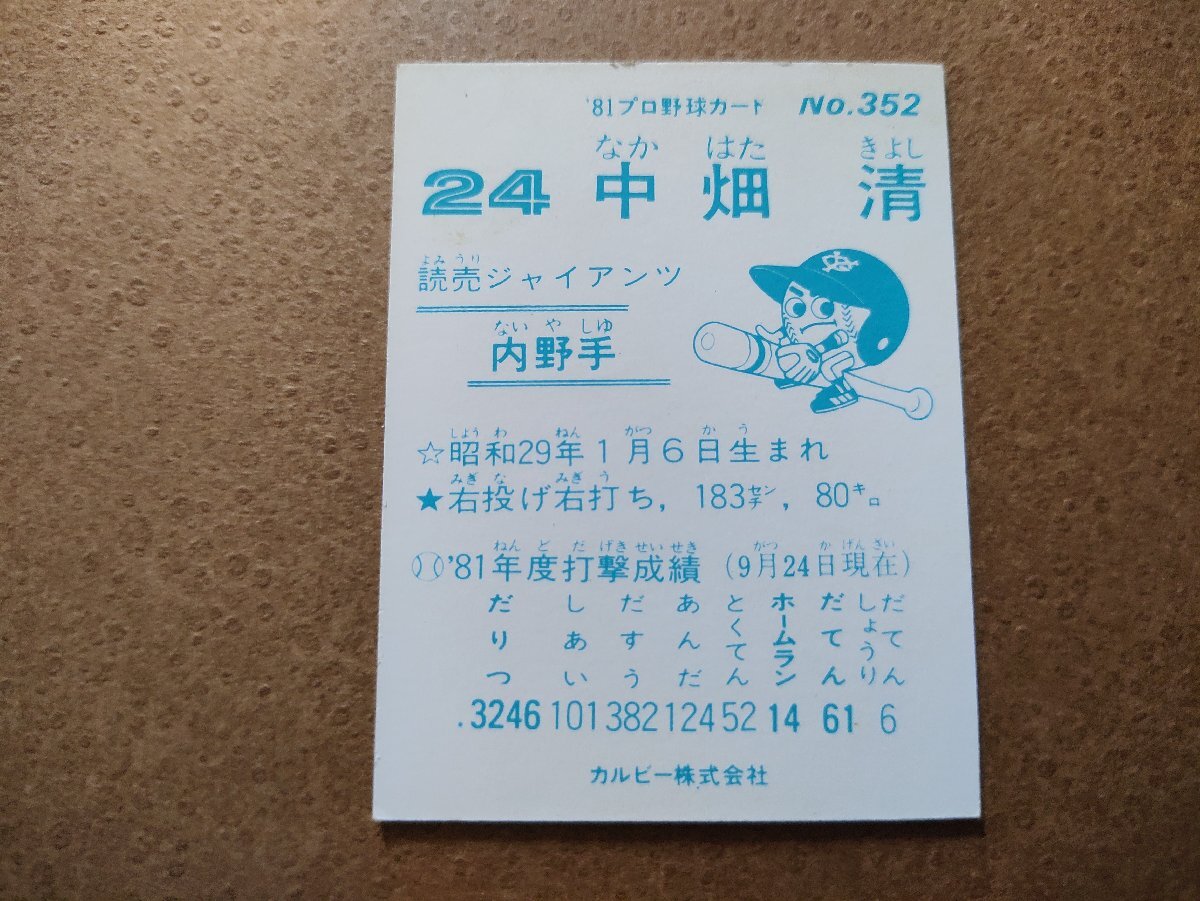 '81プロ野球カード No.352
なか はた きよし
24 中畑 清
よみ うり
読売ジャイアンツ
ない や しゆ
内野手
しよう わ ねん がつ か う
☆昭和29年1月6日生まれ
みぎ な みぎ う
★右投げ右打ち, 183センチ, 80キロ
ねん ど だ げき せい せき がつ か げん ざい
'81年度打撃成績 (9月24日現在)
だりつ しあい だすう あんだ とくてん ホームラン だてん しょうりだてん
.3246 101 382 124 52 14 61 6
カルビー株式会社